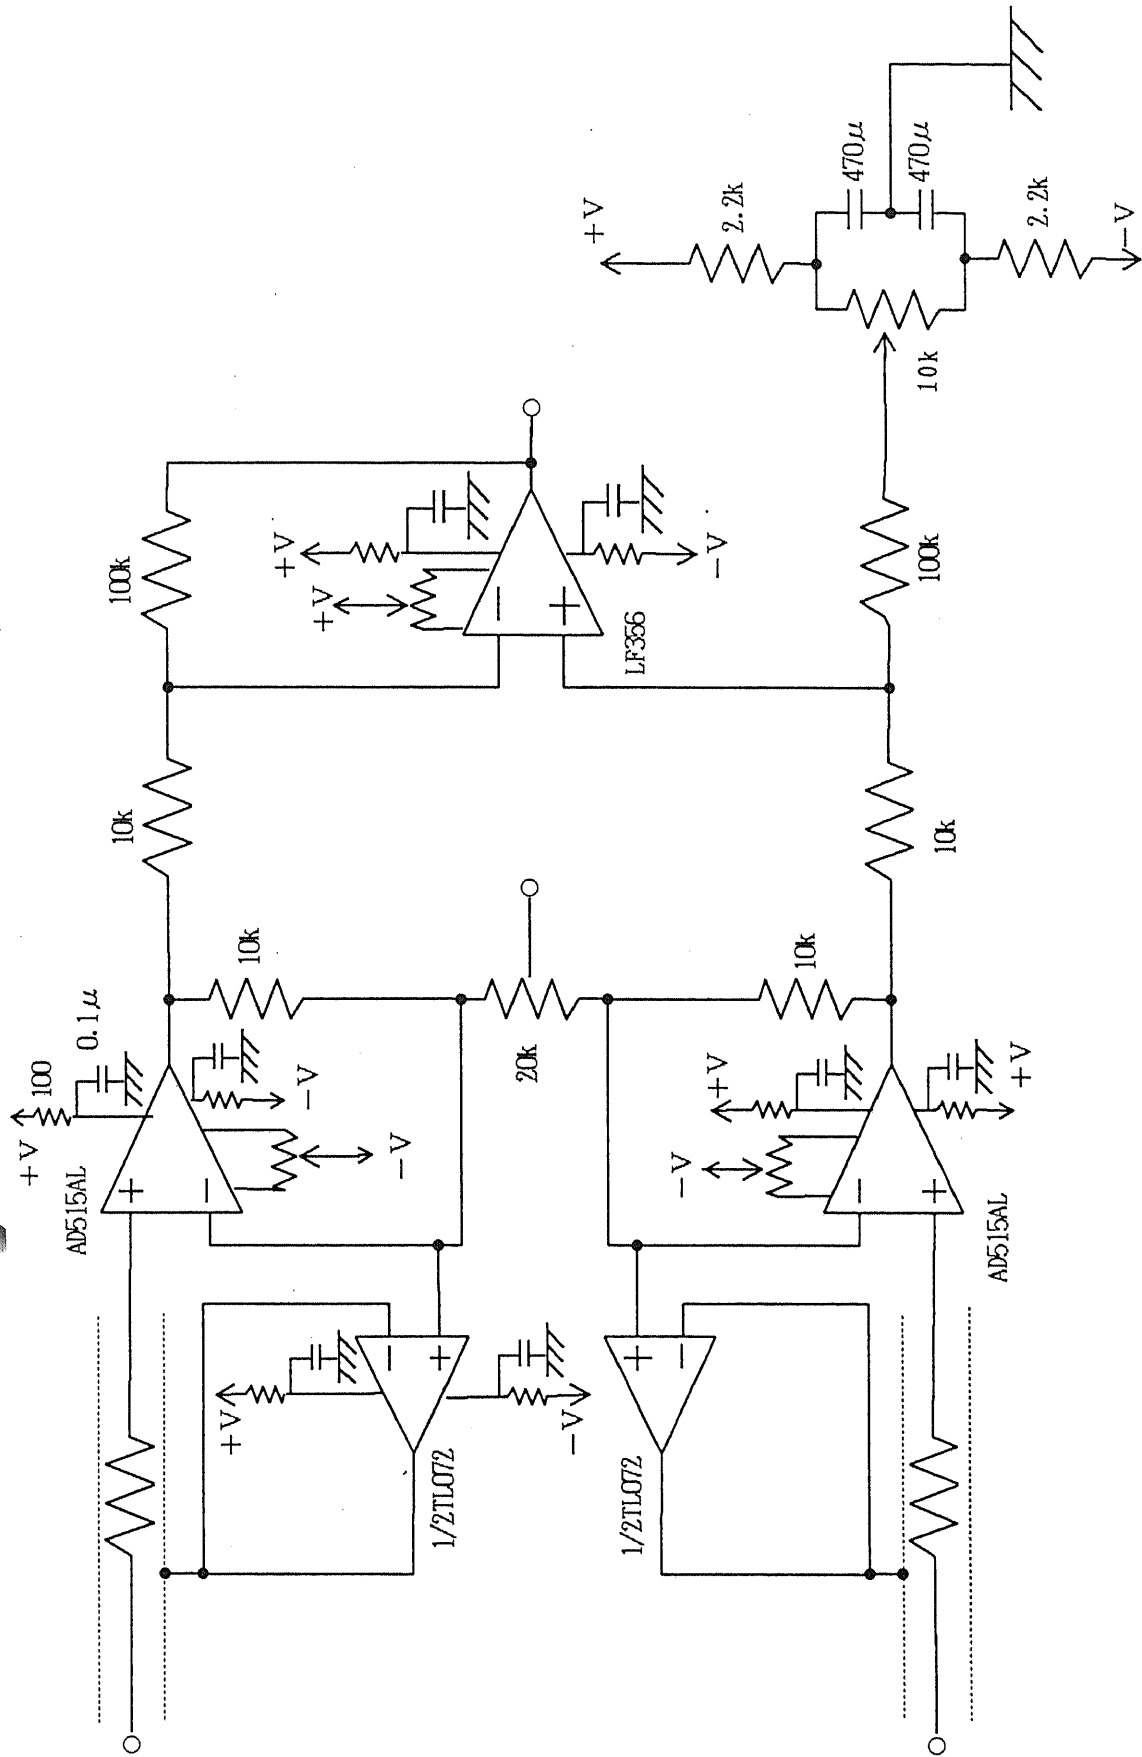 +V
100
0.1μ
AD515AL
+
−
−V
−V
10k
10k
100k
+V
+V
−
+
LF356
−V
+V
−
+
−V
1/2TL072
20k
+
−
1/2TL072
+V
−V
−
+
AD515AL
+V
10k
10k
100k
10k
+V
2.2k
470μ
470μ
2.2k
−V